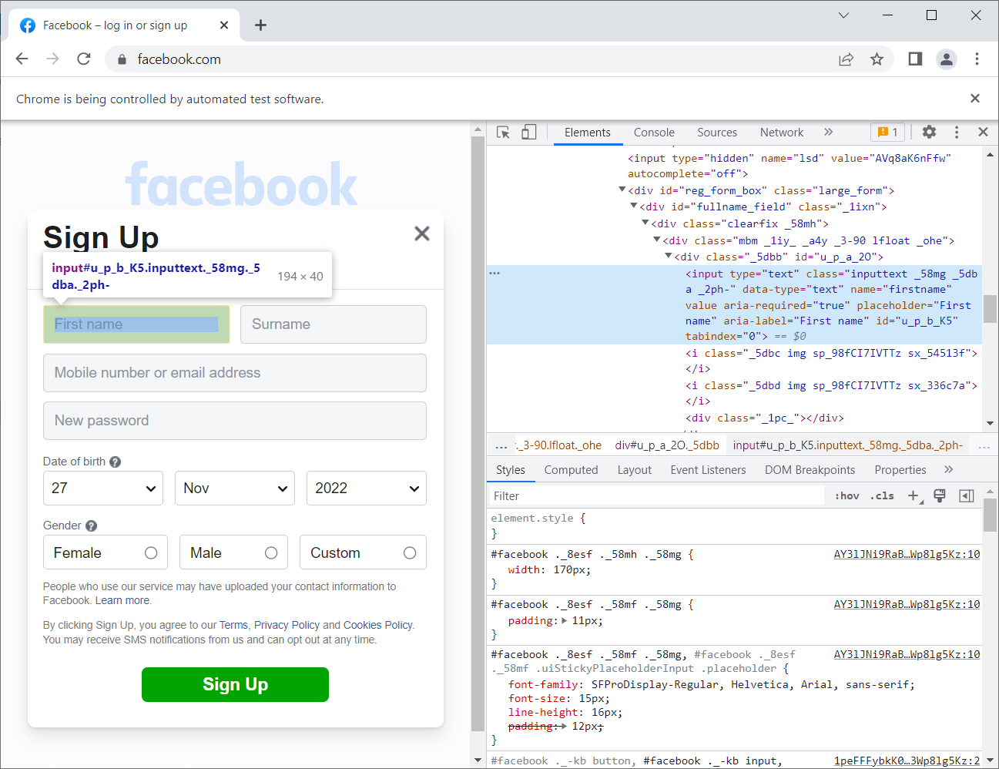 Facebook – log in or sign up
facebook.com
Chrome is being controlled by automated test software.
facebook
Sign Up
input#u_p_b_K5.inputtext._58mg._5
dba._2ph-
194 × 40
First name
Surname
Mobile number or email address
New password
Date of birth
27
Nov
2022
Gender
Female
Male
Custom
People who use our service may have uploaded your contact information to
Facebook. Learn more.
By clicking Sign Up, you agree to our Terms, Privacy Policy and Cookies Policy.
You may receive SMS notifications from us and can opt out at any time.
Sign Up
Elements
Console
Sources
Network
1
<input type="hidden" name="lsd" value="AVq8aK6nFfw"
autocomplete="off">
<div id="reg_form_box" class="large_form">
<div id="fullname_field" class="_1ixn">
<div class="clearfix _58mh">
<div class="mbm _1iy_ _a4y _3-90 lfloat _ohe">
<div class="_5dbb" id="u_p_a_2O">
<input type="text" class="inputtext _58mg _5db
a _2ph-" data-type="text" name="firstname"
value aria-required="true" placeholder="First
name" aria-label="First name" id="u_p_b_K5"
tabindex="0"> == $0
<i class="_5dbc img sp_98fCI7IVTTz sx_54513f">
</i>
<i class="_5dbd img sp_98fCI7IVTTz sx_336c7a">
</i>
<div class="_1pc_"></div>
... ._3-90.lfloat._ohe div#u_p_a_2O._5dbb input#u_p_b_K5.inputtext._58mg._5dba._2ph- ...
Styles
Computed
Layout
Event Listeners
DOM Breakpoints
Properties
Filter
:hov
.cls
element.style {
}
#facebook ._8esf ._58mh ._58mg {
AY3lJNi9RaB…Wp8lg5Kz:10
width: 170px;
}
#facebook ._8esf ._58mf ._58mg {
AY3lJNi9RaB…Wp8lg5Kz:10
padding: 11px;
}
#facebook ._8esf ._58mf ._58mg, #facebook ._8esf
AY3lJNi9RaB…Wp8lg5Kz:10
._58mf .uiStickyPlaceholderInput .placeholder {
font-family: SFProDisplay-Regular, Helvetica, Arial, sans-serif;
font-size: 15px;
line-height: 16px;
padding: 12px;
}
#facebook ._-kb button, #facebook ._-kb input,
1peFFFybkK0…3Wp8lg5Kz:2